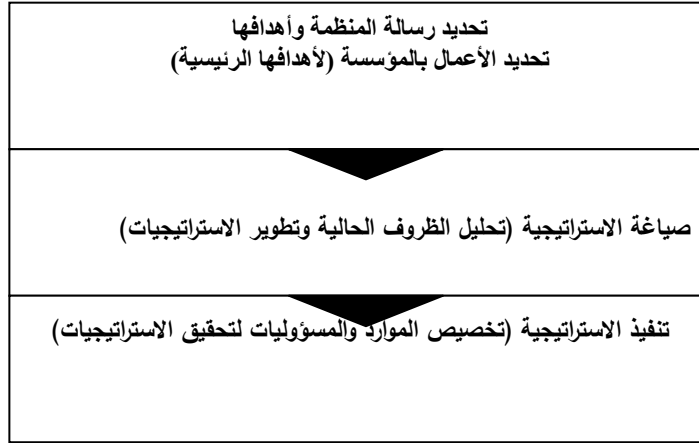 تحديد رسالة المنظمة وأهدافها
تحديد الأعمال بالمؤسسة (لأهدافها الرئيسية)
صياغة الاستراتيجية (تحليل الظروف الحالية وتطوير الاستراتيجيات)
تنفيذ الاستراتيجية (تخصيص الموارد والمسؤوليات لتحقيق الاستراتيجيات)